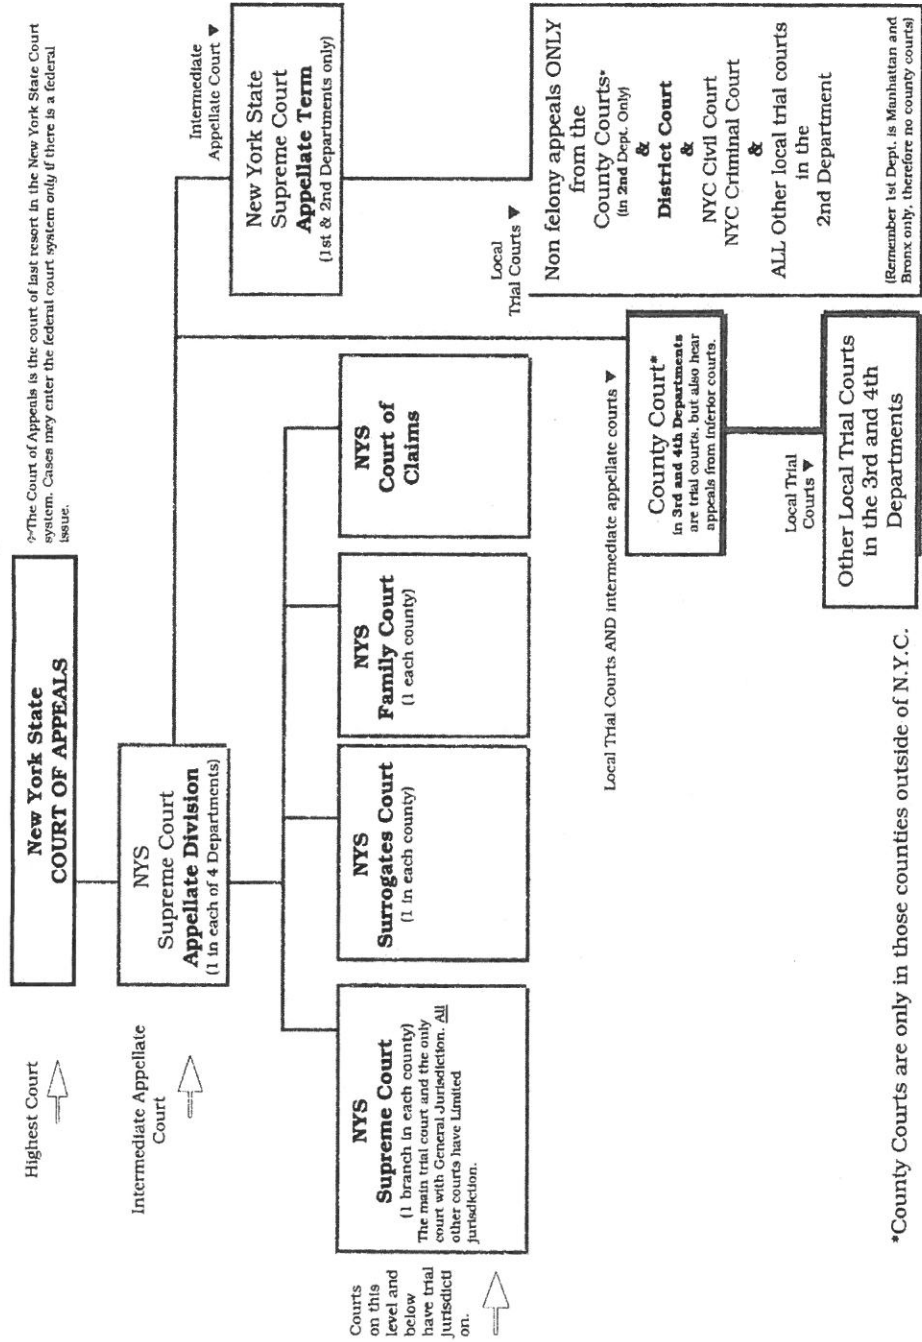 Highest Court
New York State
COURT OF APPEALS
The Court of Appeals is the court of last resort in the New York State Court
system. Cases may enter the federal court system only if there is a federal
issue.
Intermediate Appellate
Court
NYS
Supreme Court
Appellate Division
(1 in each of 4 Departments)
Intermediate
Appellate Court ▼
New York State
Supreme Court
Appellate Term
(1st & 2nd Departments only)
Courts
on this
level and
below
have trial
jurisdicti
on.
NYS
Supreme Court
(1 branch in each county)
The main trial court and the only
court with General Jurisdiction. All
other courts have Limited
jurisdiction.
NYS
Surrogates Court
(1 in each county)
NYS
Family Court
(1 each county)
NYS
Court of
Claims
Local
Trial Courts ▼
Non felony appeals ONLY
from the
County Courts*
(in 2nd Dept. Only)
&
District Court
&
NYC Civil Court
NYC Criminal Court
&
ALL Other local trial courts
in the
2nd Department
(Remember 1st Dept. is Manhattan and
Bronx only, therefore no county courts)
Local Trial Courts AND intermediate appellate courts ▼
County Court*
in 3rd and 4th Departments
are trial courts, but also hear
appeals from inferior courts.
Local Trial
Courts ▼
Other Local Trial Courts
in the 3rd and 4th
Departments
*County Courts are only in those counties outside of N.Y.C.